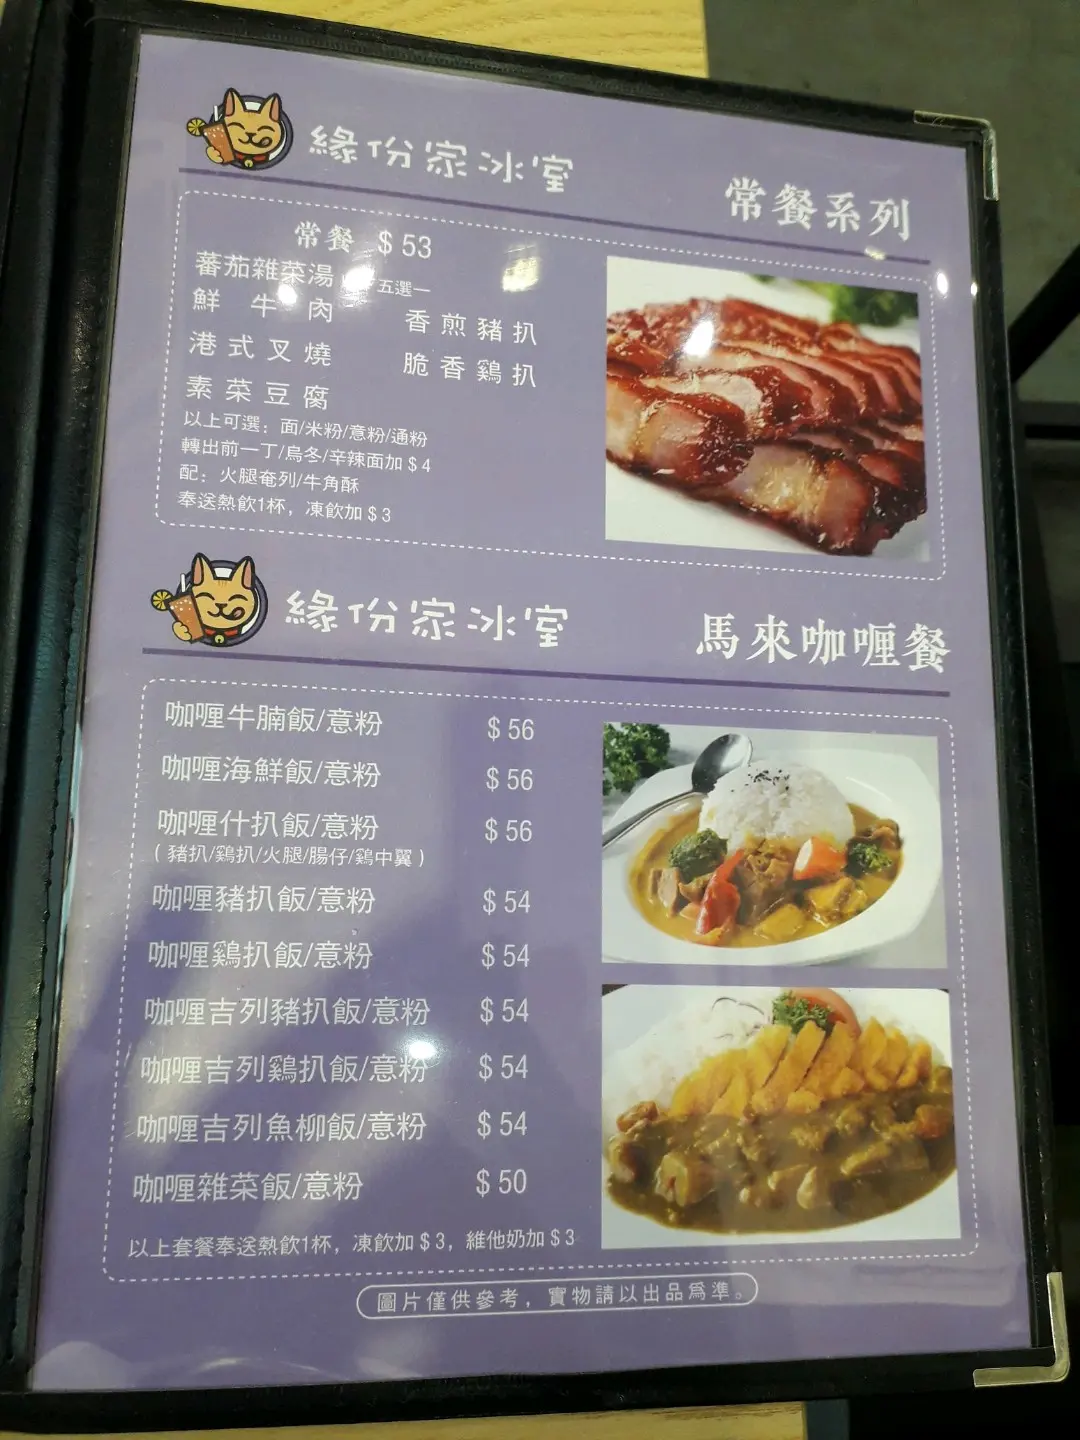 緣份家冰室
常餐系列
常餐 $53
蕃茄雜菜湯 五選一
鮮牛肉 香煎豬扒
港式叉燒 脆香鷄扒
素菜豆腐
以上可選：面/米粉/意粉/通粉
轉出前一丁/烏冬/辛辣面加$4
配：火腿奄列/牛角酥
奉送熱飲1杯，凍飲加$3
緣份家冰室
馬來咖喱餐
咖喱牛腩飯/意粉 $56
咖喱海鮮飯/意粉 $56
咖喱什扒飯/意粉 $56
（豬扒/鷄扒/火腿/腸仔/鷄中翼）
咖喱豬扒飯/意粉 $54
咖喱鷄扒飯/意粉 $54
咖喱吉列豬扒飯/意粉 $54
咖喱吉列鷄扒飯/意粉 $54
咖喱吉列魚柳飯/意粉 $54
咖喱雜菜飯/意粉 $50
以上套餐奉送熱飲1杯，凍飲加$3，維他奶加$3
圖片僅供參考，實物請以出品為準。